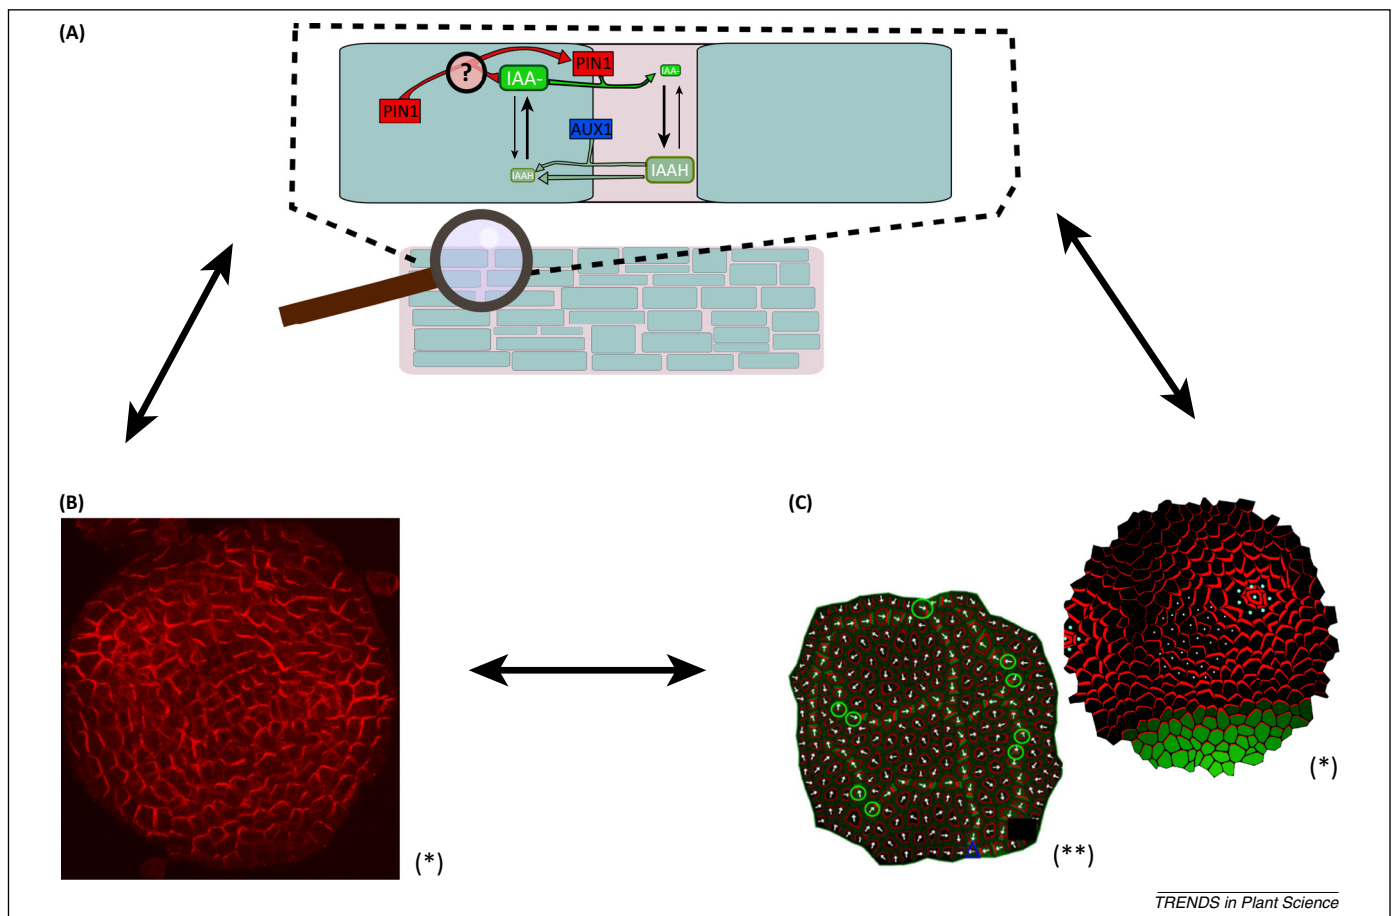 (A)
PIN1
?
IAA-
PIN1
IAA-
AUX1
IAAH
IAAH
(B)
(C)
(*)
(**)
(*)
TRENDS in Plant Science